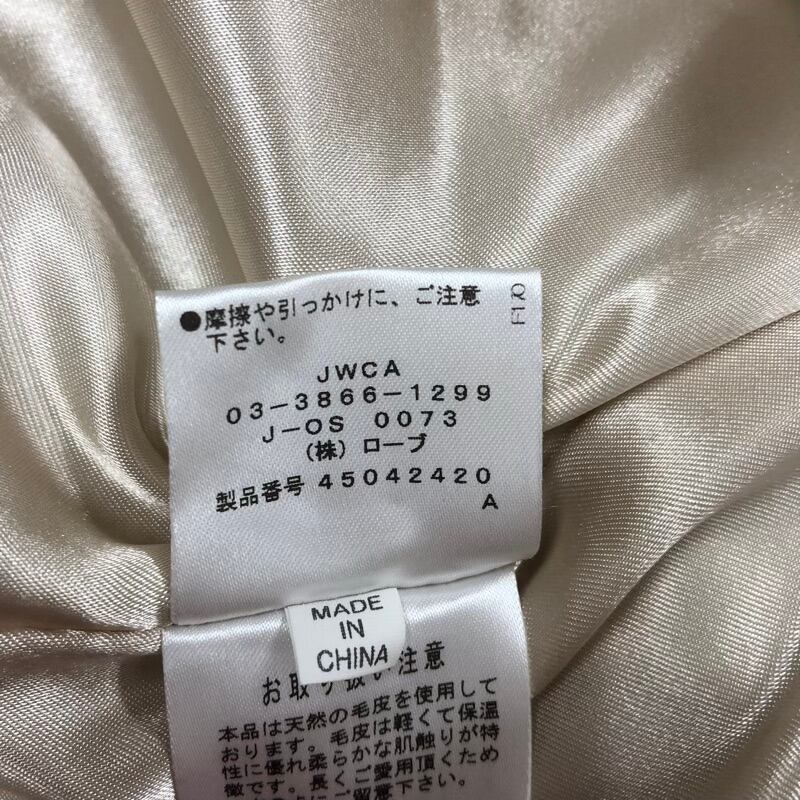 ●摩擦や引っかけに、ご注意
下さい。
JWCA
03-3866-1299
J-OS 0073
(株) ローブ
製品番号 45042420
A
MADE
IN
CHINA
お取り扱い注意
本品は天然の毛皮を使用して
おります。毛皮は軽くて保温
性に優れ柔らかな肌触りが特
徴です。長くご愛用頂くため